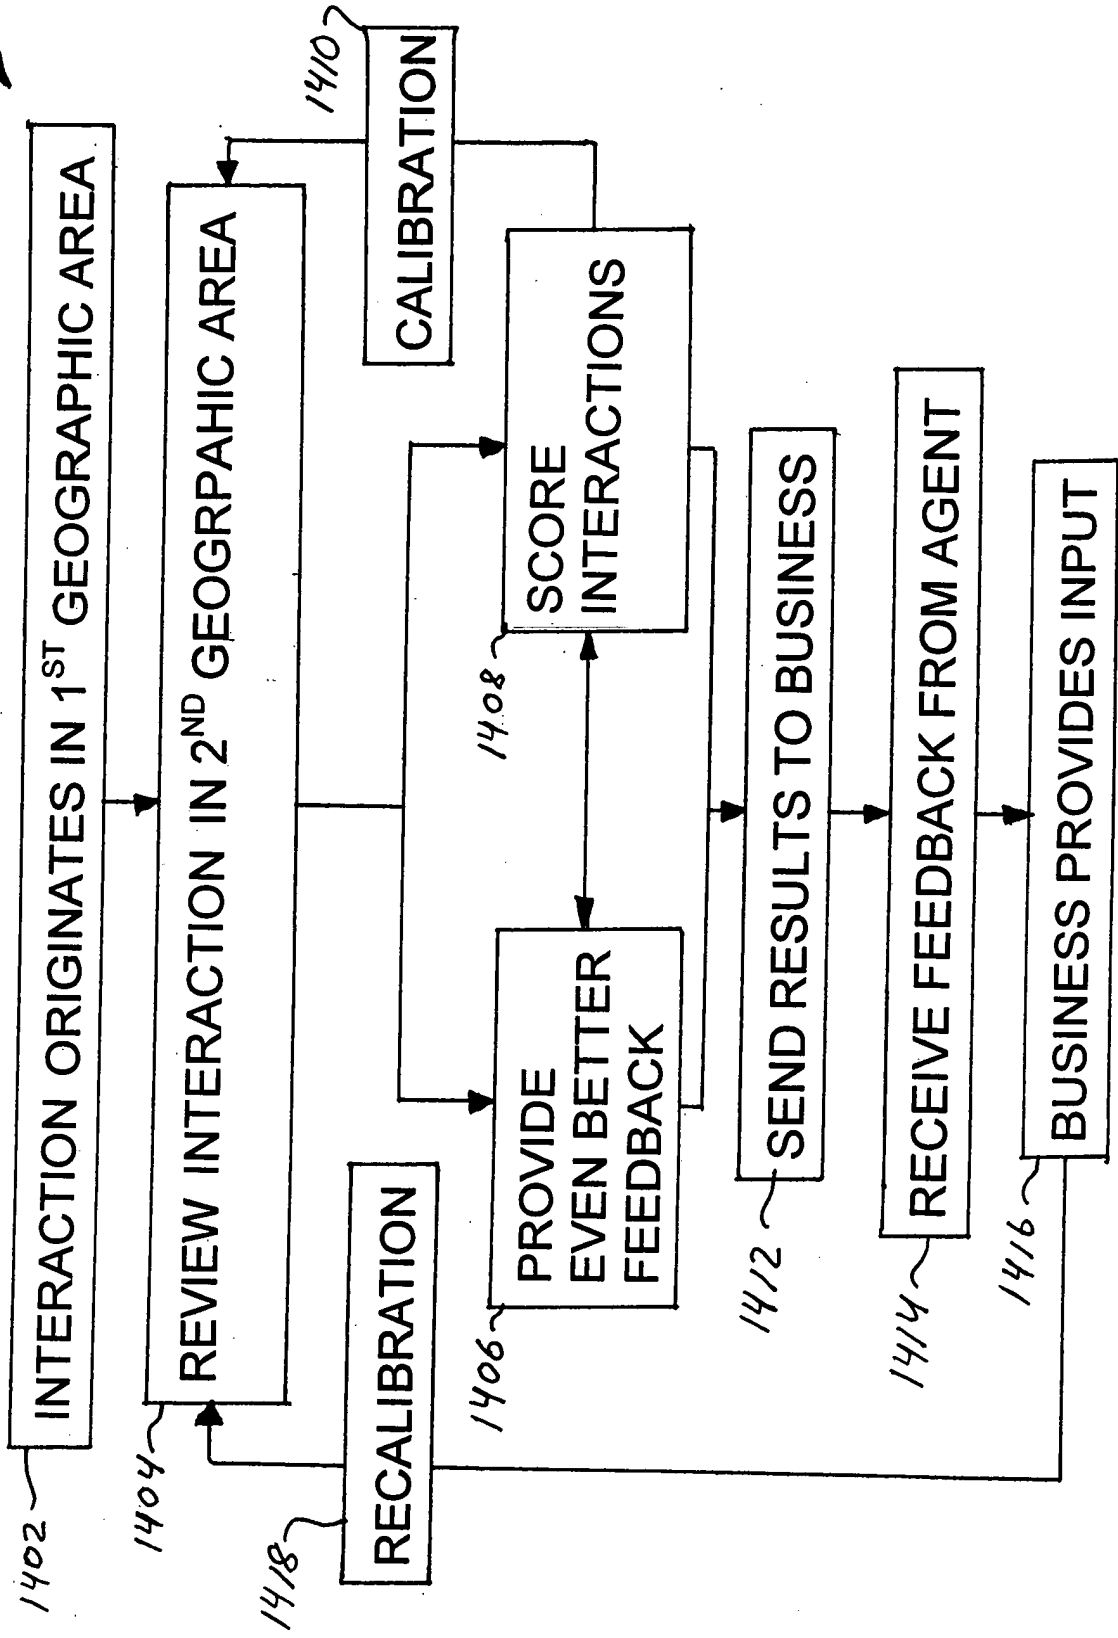 1402
INTERACTION ORIGINATES IN 1ST GEOGRAPHIC AREA
1404
REVIEW INTERACTION IN 2ND GEOGRPAHIC AREA
1418
RECALIBRATION
1410
CALIBRATION
1406
PROVIDE
EVEN BETTER
FEEDBACK
1408
SCORE
INTERACTIONS
1412
SEND RESULTS TO BUSINESS
1414
RECEIVE FEEDBACK FROM AGENT
1416
BUSINESS PROVIDES INPUT